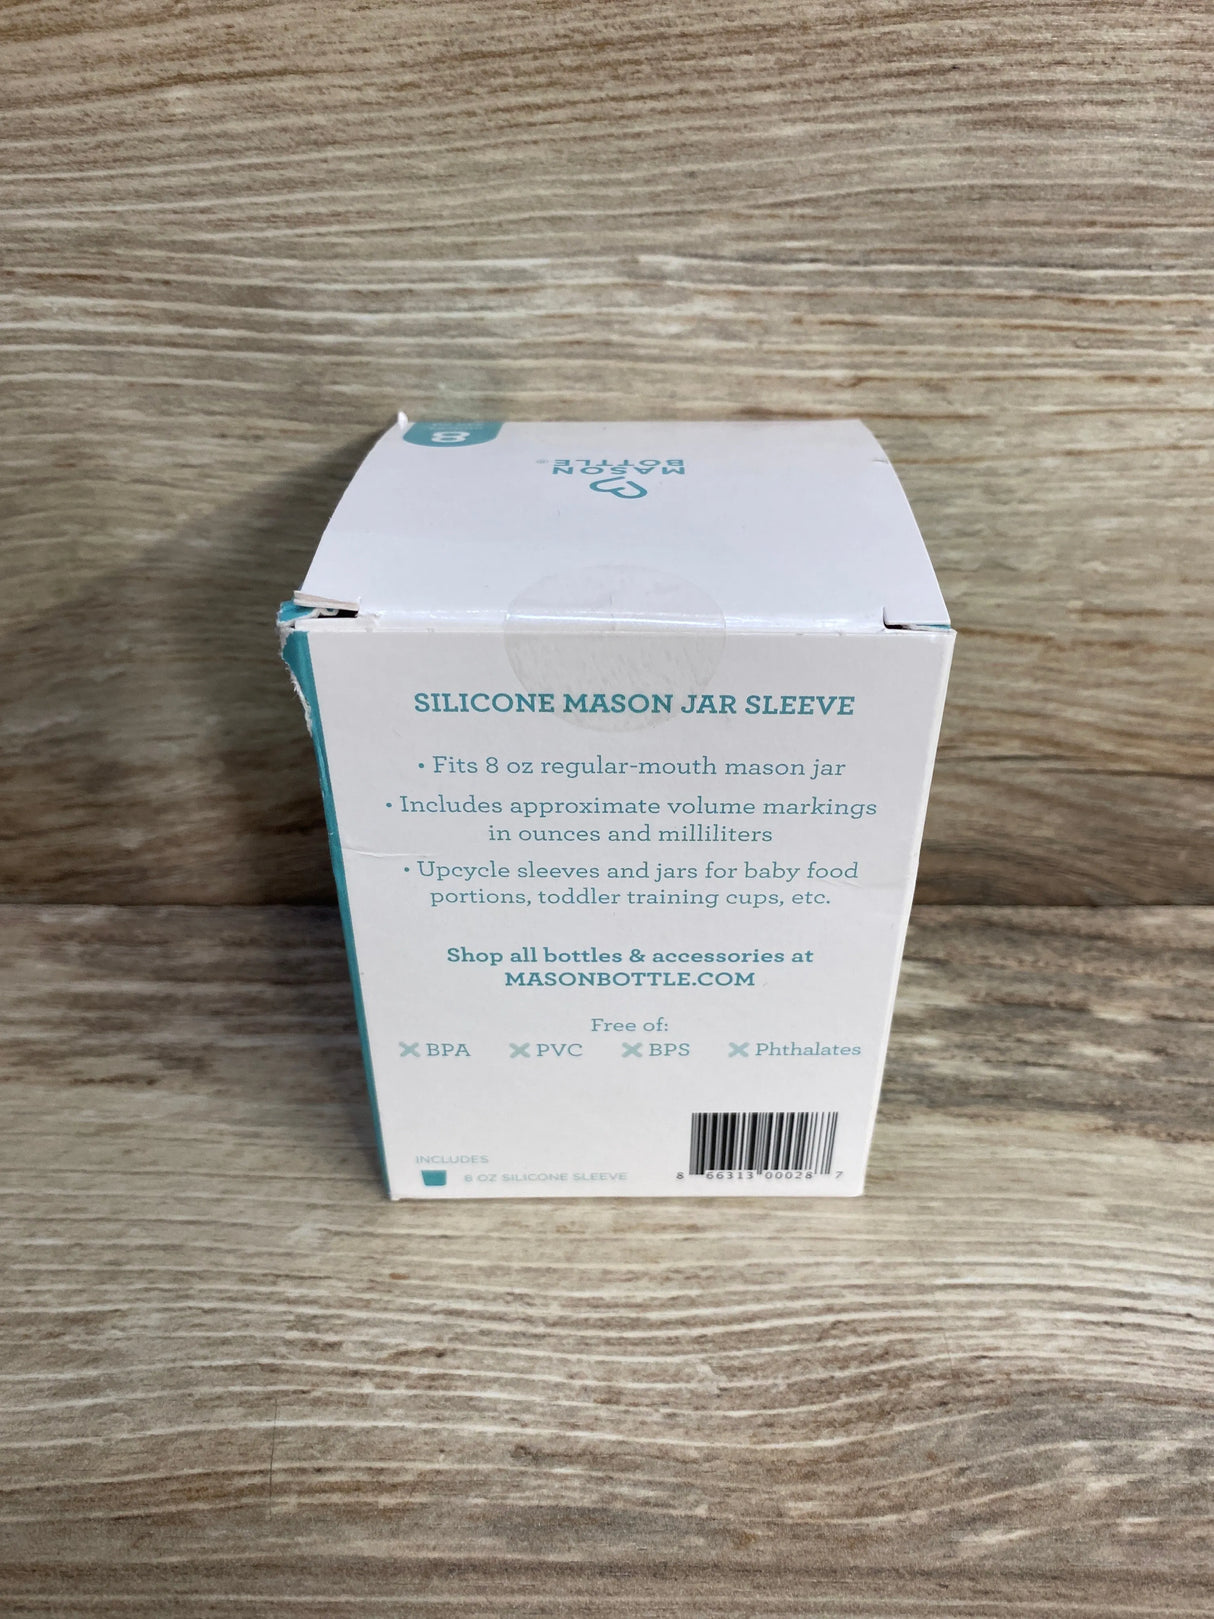 8
MASON
BOTTLE®
SILICONE MASON JAR SLEEVE
• Fits 8 oz regular-mouth mason jar
• Includes approximate volume markings
in ounces and milliliters
• Upcycle sleeves and jars for baby food
portions, toddler training cups, etc.
Shop all bottles & accessories at
MASONBOTTLE.COM
Free of:
BPA PVC BPS Phthalates
INCLUDES
8 OZ SILICONE SLEEVE
8 66313 00028 7